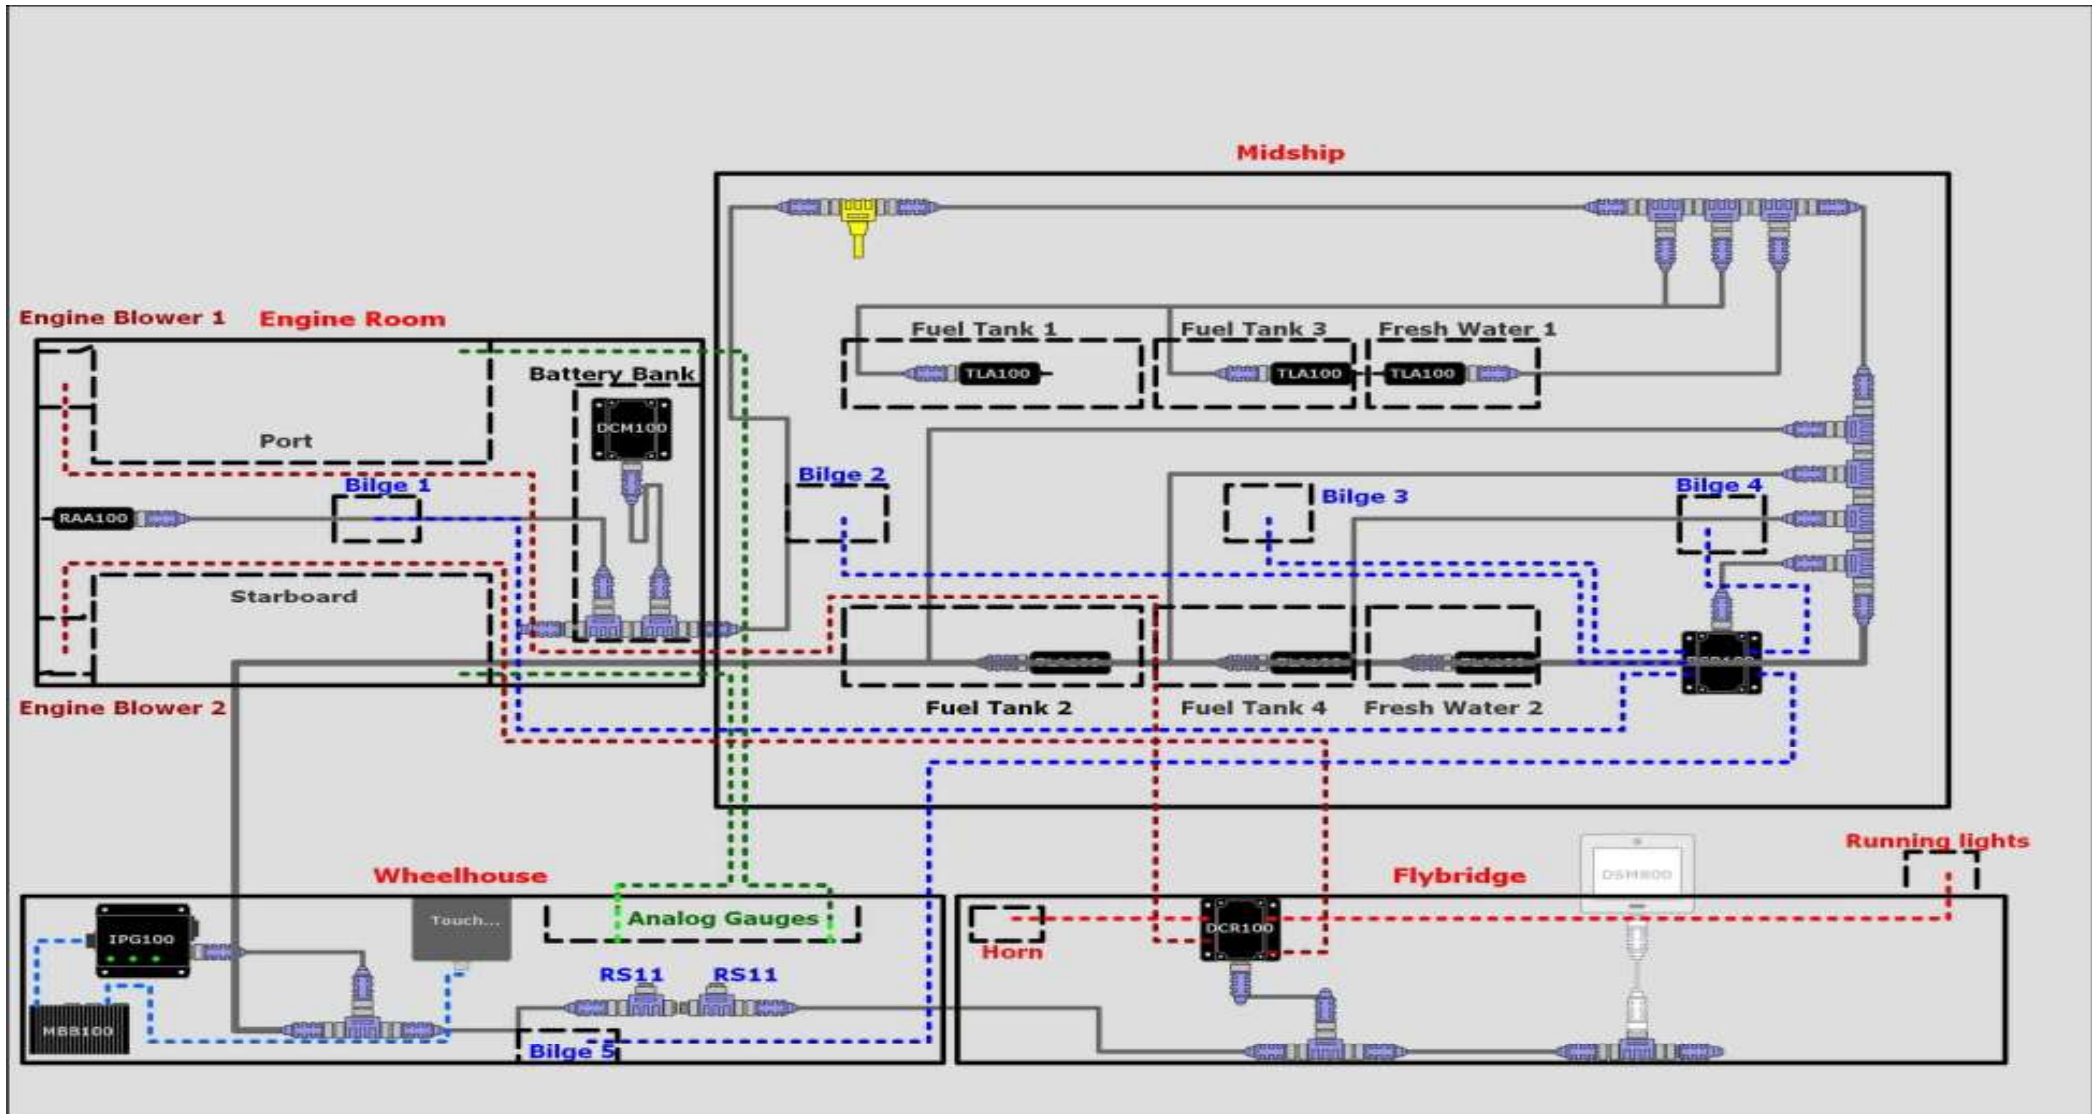 Midship
Engine Blower 1
Engine Room
Fuel Tank 1
Fuel Tank 3
Fresh Water 1
Battery Bank
TLA100
TLA100
TLA100
DCM100
Port
Bilge 1
Bilge 2
Bilge 3
Bilge 4
RAA100
Starboard
Engine Blower 2
Fuel Tank 2
Fuel Tank 4
Fresh Water 2
Running lights
Wheelhouse
Flybridge
DSM800
Touch...
Analog Gauges
IPG100
Horn
DCR100
RS11
RS11
MBB100
Bilge 5